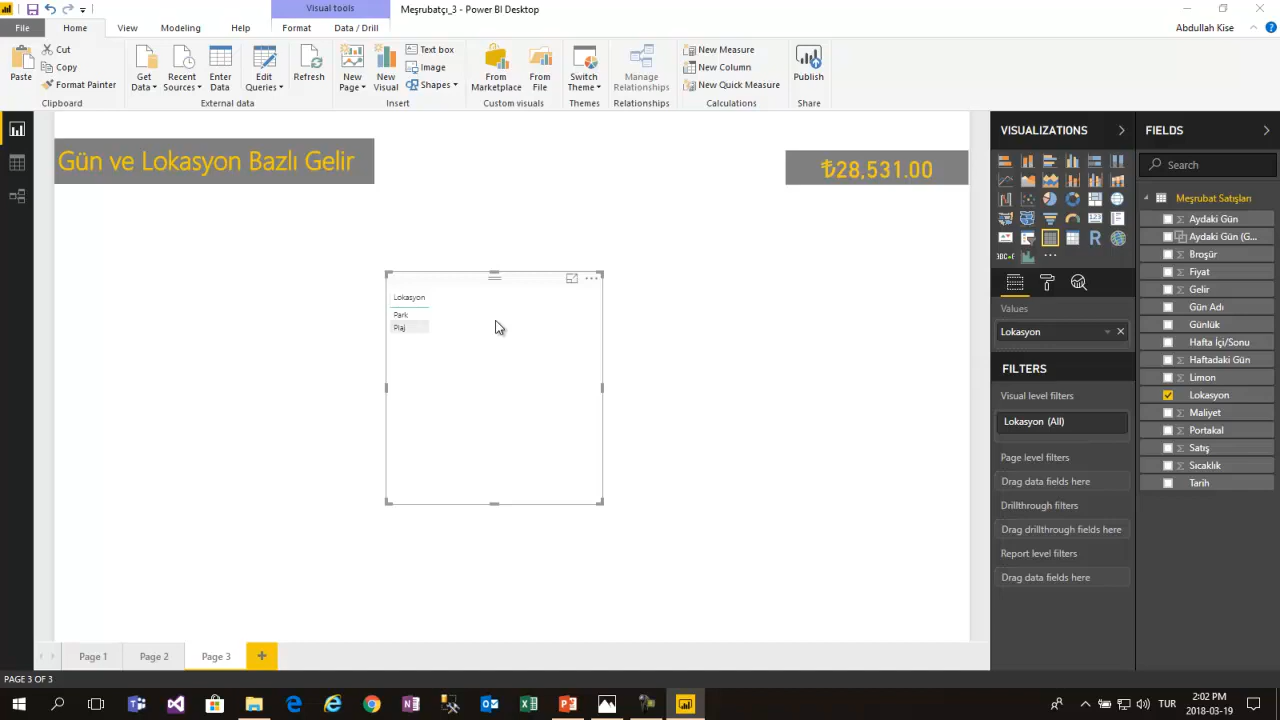 Visual tools
Meşrubatçı_3 - Power BI Desktop
File
Home
View
Modeling
Help
Format
Data / Drill
Abdullah Kise
Paste
Cut
Copy
Format Painter
Clipboard
Get Data
Recent Sources
Enter Data
Edit Queries
Refresh
External data
New Page
New Visual
Text box
Image
Shapes
Insert
From Marketplace
From File
Custom visuals
Switch Theme
Themes
Manage Relationships
Relationships
New Measure
New Column
New Quick Measure
Calculations
Publish
Share
Gün ve Lokasyon Bazlı Gelir
₺28,531.00
Lokasyon
Park
Plaj
VISUALIZATIONS
Values
Lokasyon
FILTERS
Visual level filters
Lokasyon (All)
Page level filters
Drag data fields here
Drillthrough filters
Drag drillthrough fields here
Report level filters
Drag data fields here
FIELDS
Search
Meşrubat Satışları
Aydaki Gün
Aydaki Gün (G...
Broşür
Fiyat
Gelir
Gün Adı
Günlük
Hafta İçi/Sonu
Haftadaki Gün
Limon
Lokasyon
Maliyet
Portakal
Satış
Sıcaklık
Tarih
Page 1
Page 2
Page 3
PAGE 3 OF 3
TUR
2:02 PM
2018-03-19